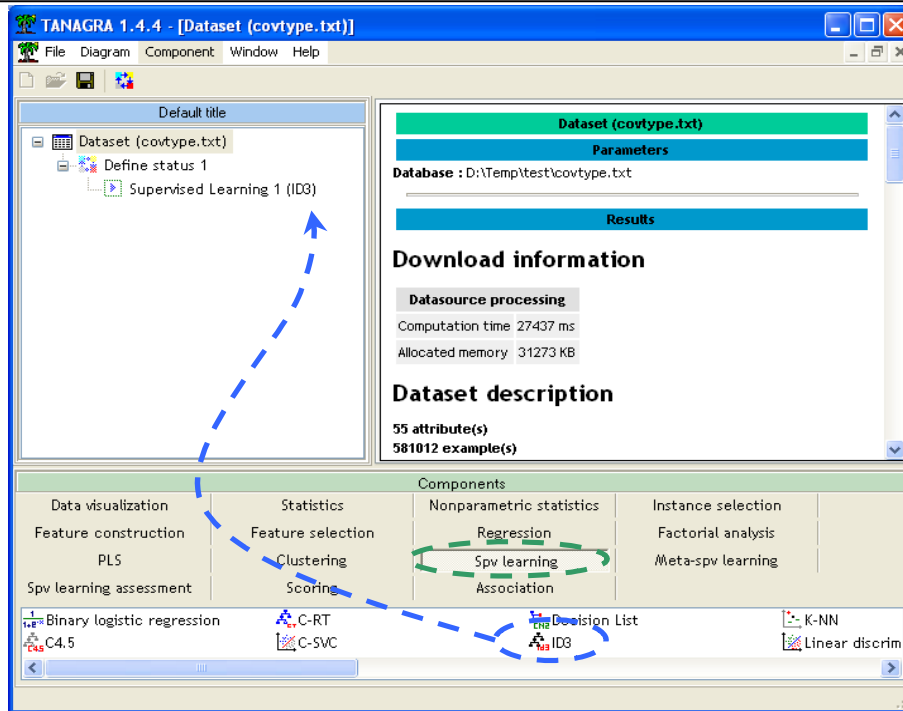 TANAGRA 1.4.4 - [Dataset (covtype.txt)]
File Diagram Component Window Help
Default title
Dataset (covtype.txt)
Define status 1
Supervised Learning 1 (ID3)
Dataset (covtype.txt)
Parameters
Database : D:\Temp\test\covtype.txt
Results
Download information
Datasource processing
Computation time 27437 ms
Allocated memory 31273 KB
Dataset description
55 attribute(s)
581012 example(s)
Components
Data visualization Statistics Nonparametric statistics Instance selection
Feature construction Feature selection Regression Factorial analysis
PLS Clustering Spv learning Meta-spv learning
Spv learning assessment Scoring Association
Binary logistic regression C-RT Decision List K-NN
C4.5 C-SVC ID3 Linear discrim